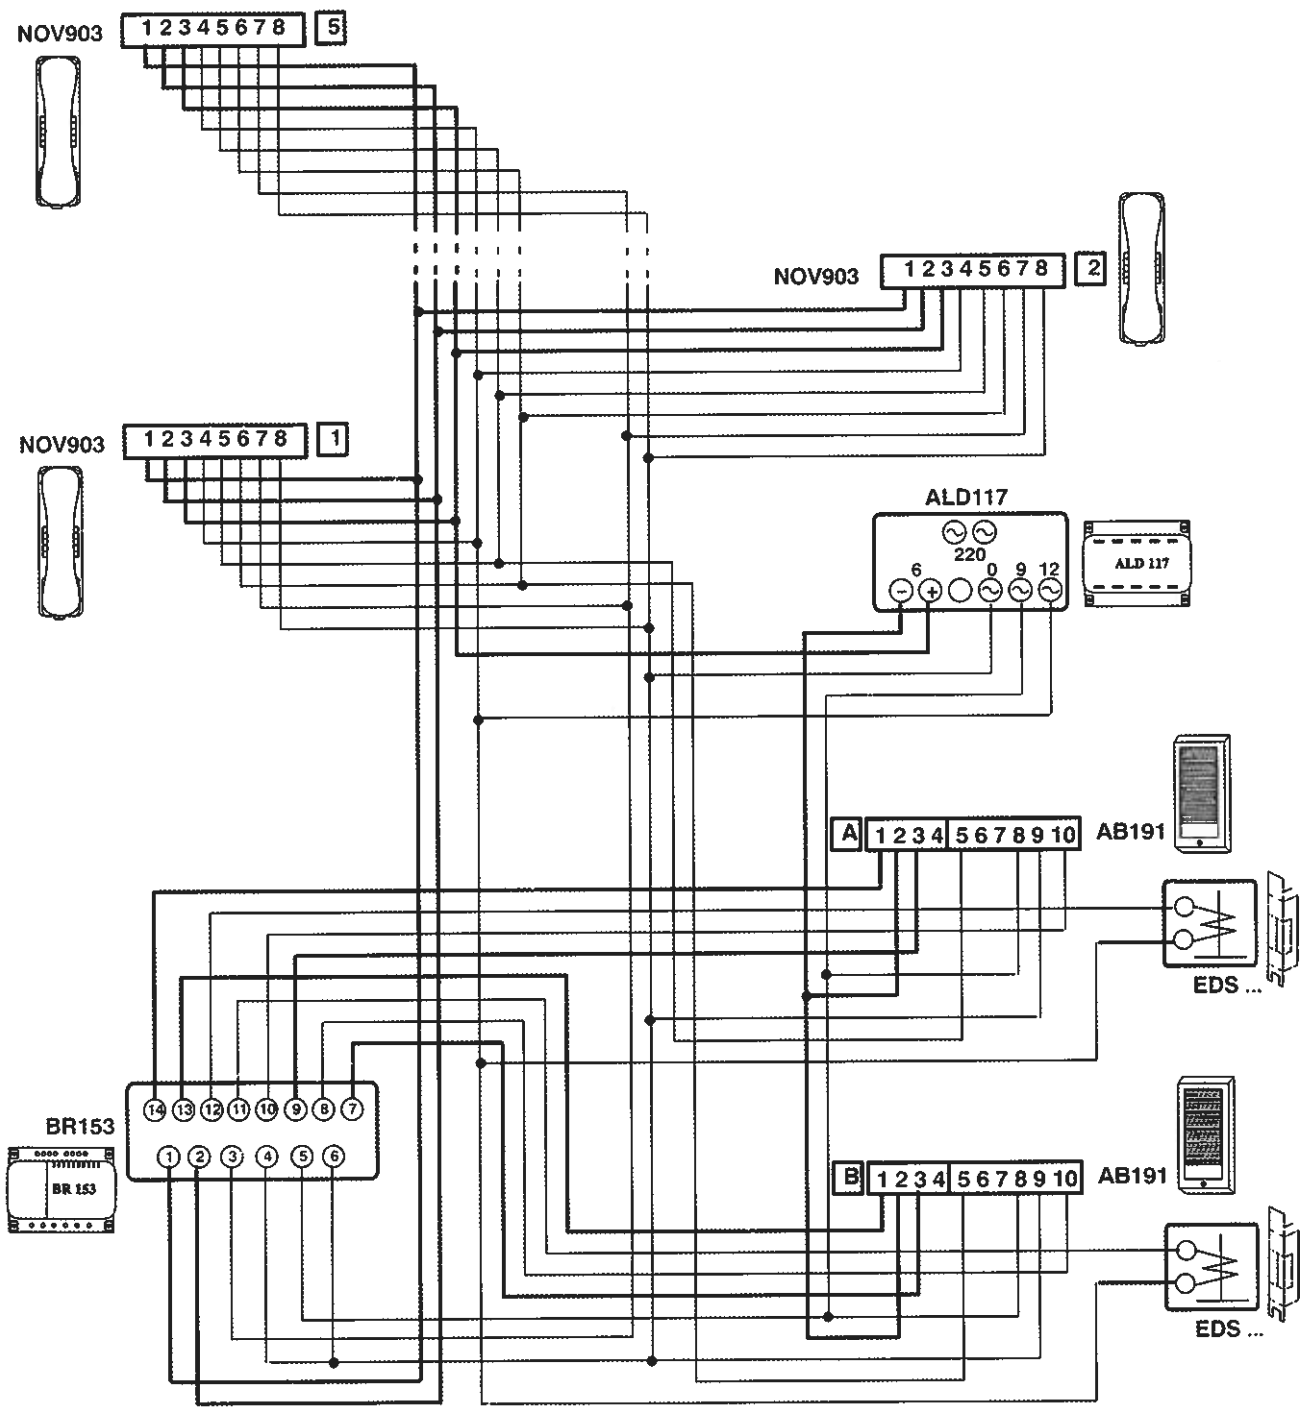 NOV903
1 2 3 4 5 6 7 8
5
NOV903
1 2 3 4 5 6 7 8
2
NOV903
1 2 3 4 5 6 7 8
1
ALD117
220
6 0 9 12
− +
ALD 117
A
1 2 3 4 5 6 7 8 9 10
AB191
EDS ...
14 13 12 11 10 9 8 7
BR153
1 2 3 4 5 6
BR 153
B
1 2 3 4 5 6 7 8 9 10
AB191
EDS ...